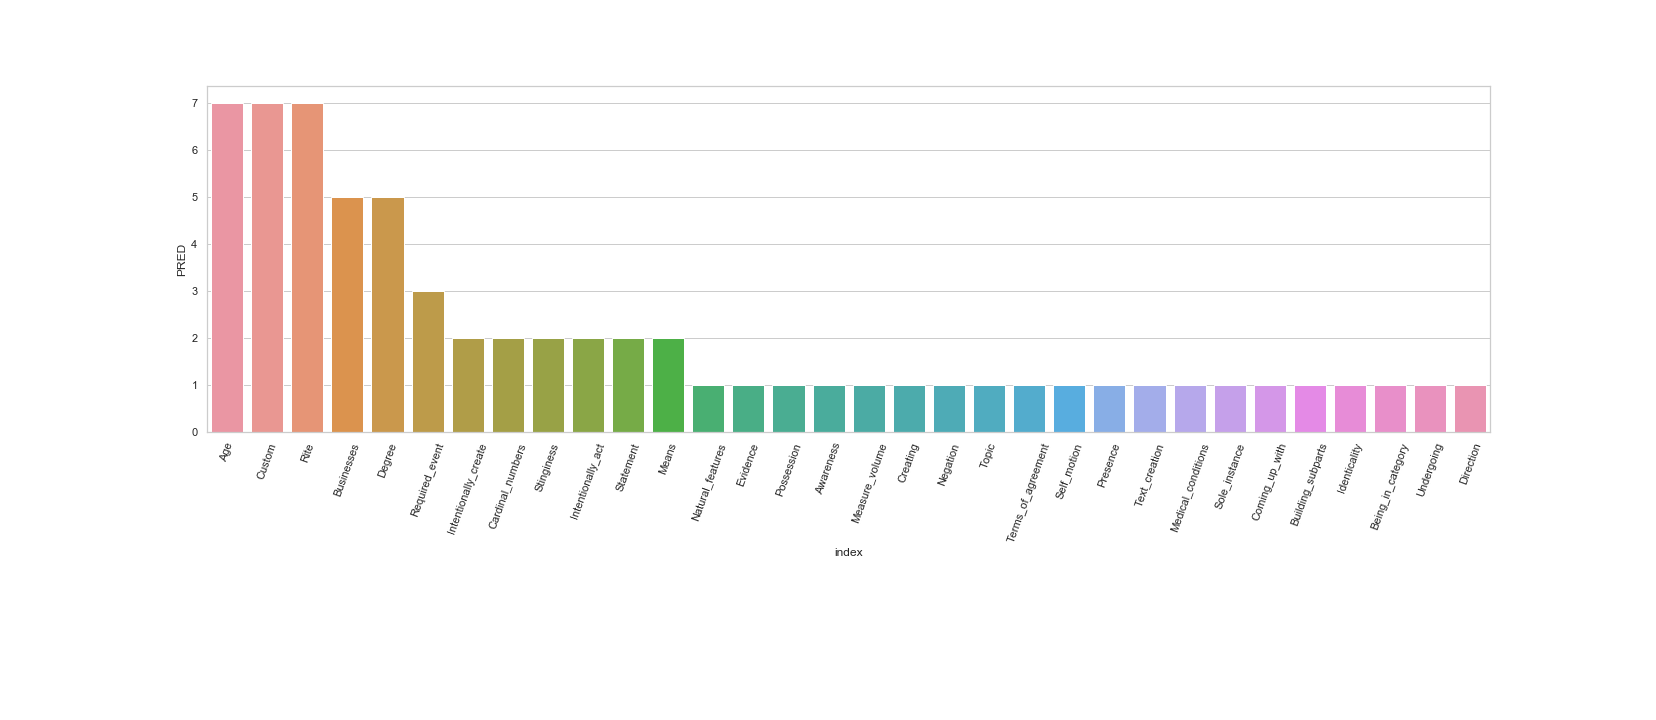 7
6
5
4
3
2
1
0
PRED
Age
Custom
Rite
Businesses
Degree
Required_event
Intentionally_create
Cardinal_numbers
Stinginess
Intentionally_act
Statement
Means
Natural_features
Evidence
Possession
Awareness
Measure_volume
Creating
Negation
Topic
Terms_of_agreement
Self_motion
Presence
Text_creation
Medical_conditions
Sole_instance
Coming_up_with
Building_subparts
Identicality
Being_in_category
Undergoing
Direction
index